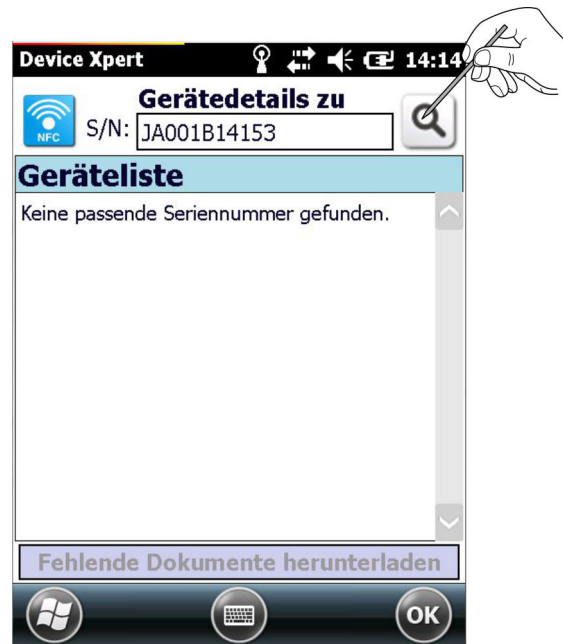 Device Xpert 14:14
Gerätedetails zu
NFC S/N: JA001B14153
Geräteliste
Keine passende Seriennummer gefunden.
Fehlende Dokumente herunterladen
OK